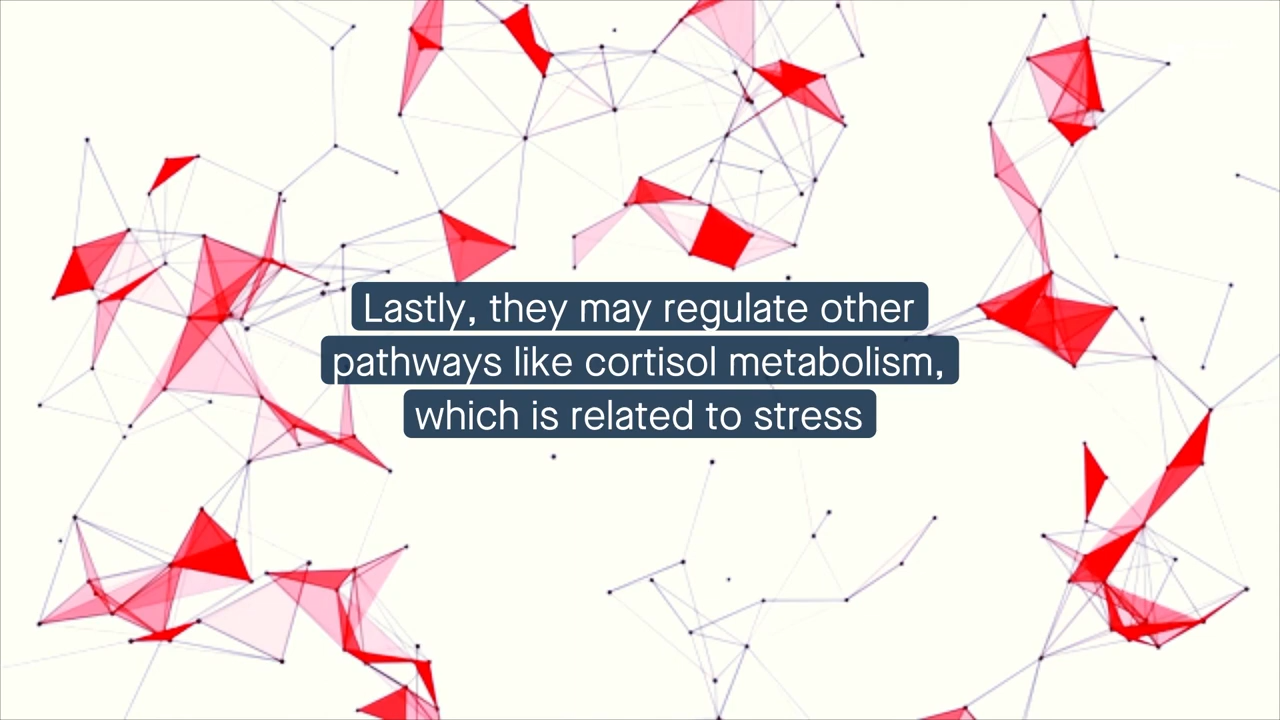 Lastly, they may regulate other
pathways like cortisol metabolism,
which is related to stress